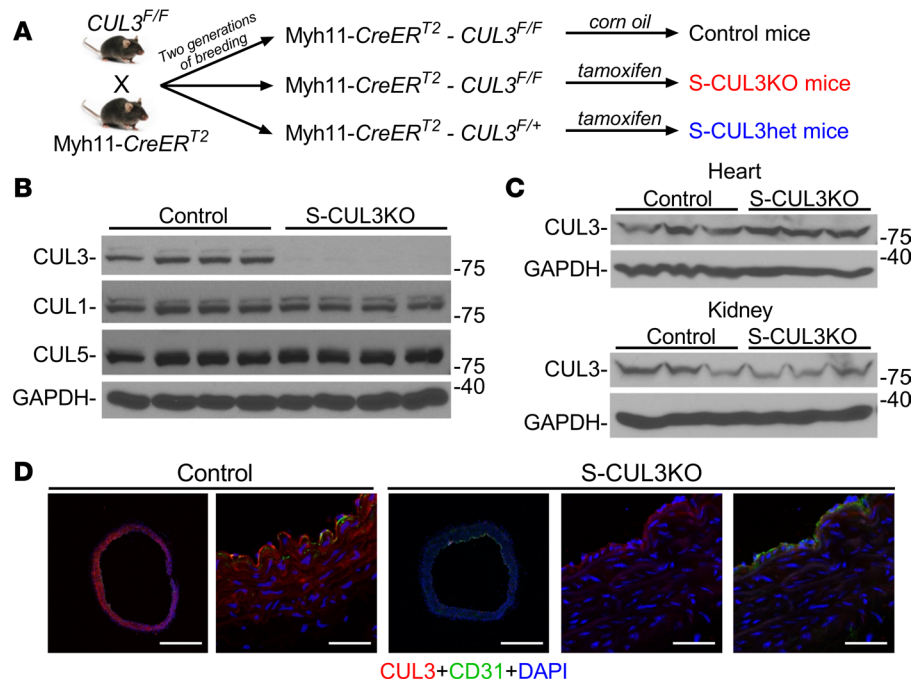 A
CUL3F/F
X
Myh11-CreERT2
Two generations
of breeding
Myh11-CreERT2 - CUL3F/F
corn oil
Control mice
Myh11-CreERT2 - CUL3F/F
tamoxifen
S-CUL3KO mice
Myh11-CreERT2 - CUL3F/+
tamoxifen
S-CUL3het mice
B
Control
S-CUL3KO
CUL3-
-75
CUL1-
-75
CUL5-
-75
-40
GAPDH-
C
Heart
Control
S-CUL3KO
CUL3-
-75
-40
GAPDH-
Kidney
Control
S-CUL3KO
CUL3-
-75
-40
GAPDH-
D
Control
S-CUL3KO
CUL3+CD31+DAPI